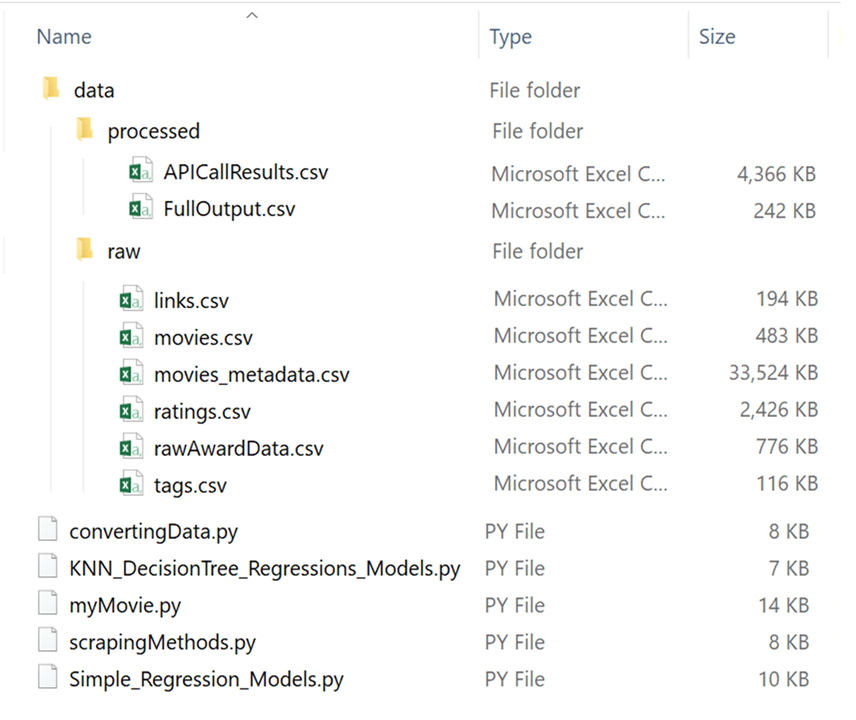 Name Type Size
data File folder
processed File folder
APICallResults.csv Microsoft Excel C... 4,366 KB
FullOutput.csv Microsoft Excel C... 242 KB
raw File folder
links.csv Microsoft Excel C... 194 KB
movies.csv Microsoft Excel C... 483 KB
movies_metadata.csv Microsoft Excel C... 33,524 KB
ratings.csv Microsoft Excel C... 2,426 KB
rawAwardData.csv Microsoft Excel C... 776 KB
tags.csv Microsoft Excel C... 116 KB
convertingData.py PY File 8 KB
KNN_DecisionTree_Regressions_Models.py PY File 7 KB
myMovie.py PY File 14 KB
scrapingMethods.py PY File 8 KB
Simple_Regression_Models.py PY File 10 KB